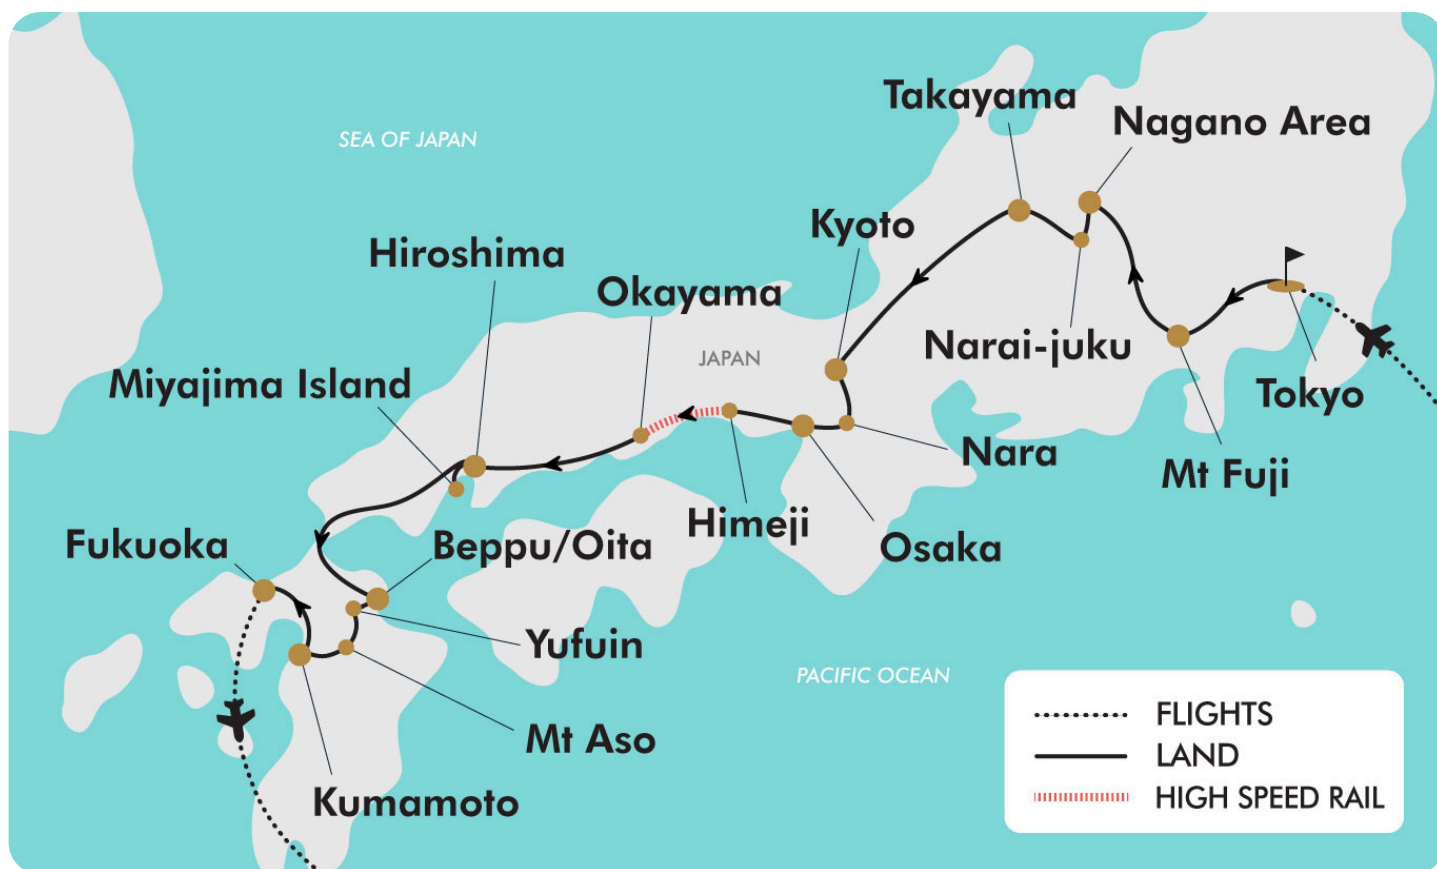 Takayama
Nagano Area
SEA OF JAPAN
Kyoto
Hiroshima
Okayama
Narai-juku
JAPAN
Miyajima Island
Tokyo
Nara
Mt Fuji
Himeji
Fukuoka
Beppu/Oita
Osaka
Yufuin
PACIFIC OCEAN
Mt Aso
Kumamoto
FLIGHTS
LAND
HIGH SPEED RAIL